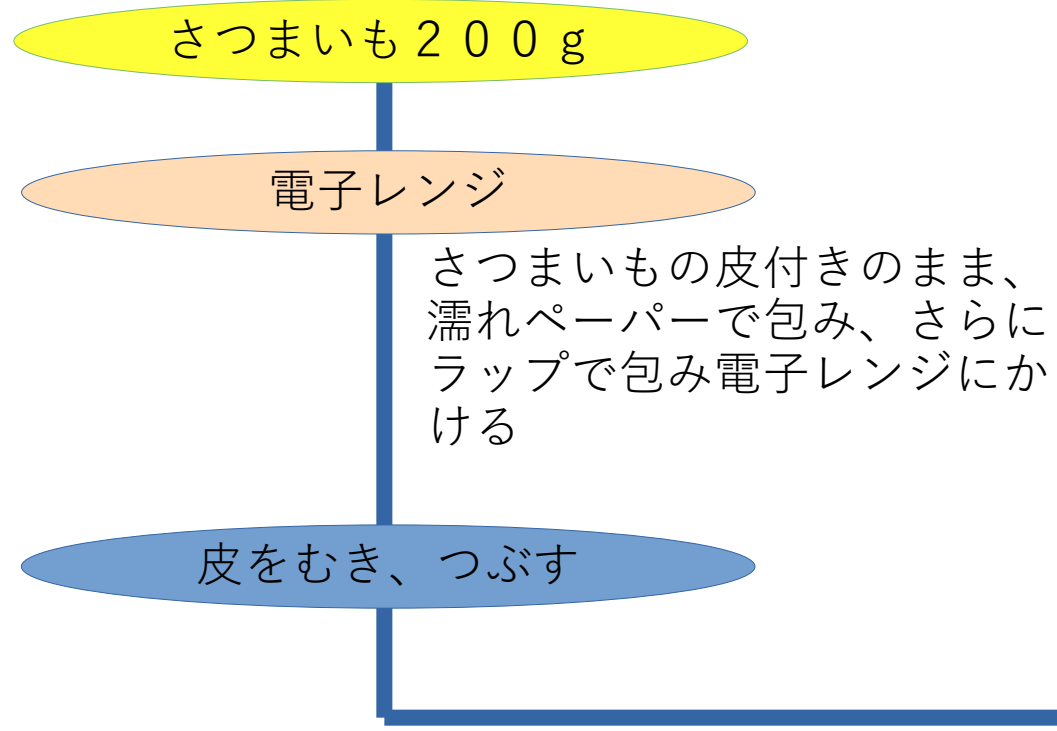 さつまいも２００ｇ
電子レンジ
さつまいもの皮付きのまま、
濡れペーパーで包み、さらに
ラップで包み電子レンジにか
ける
皮をむき、つぶす